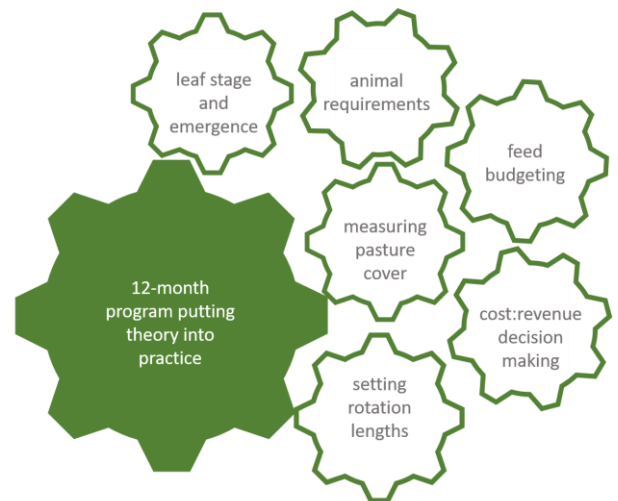 leaf stage
and
emergence
animal
requirements
feed
budgeting
measuring
pasture
cover
12-month
program putting
theory into
practice
cost:revenue
decision
making
setting
rotation
lengths